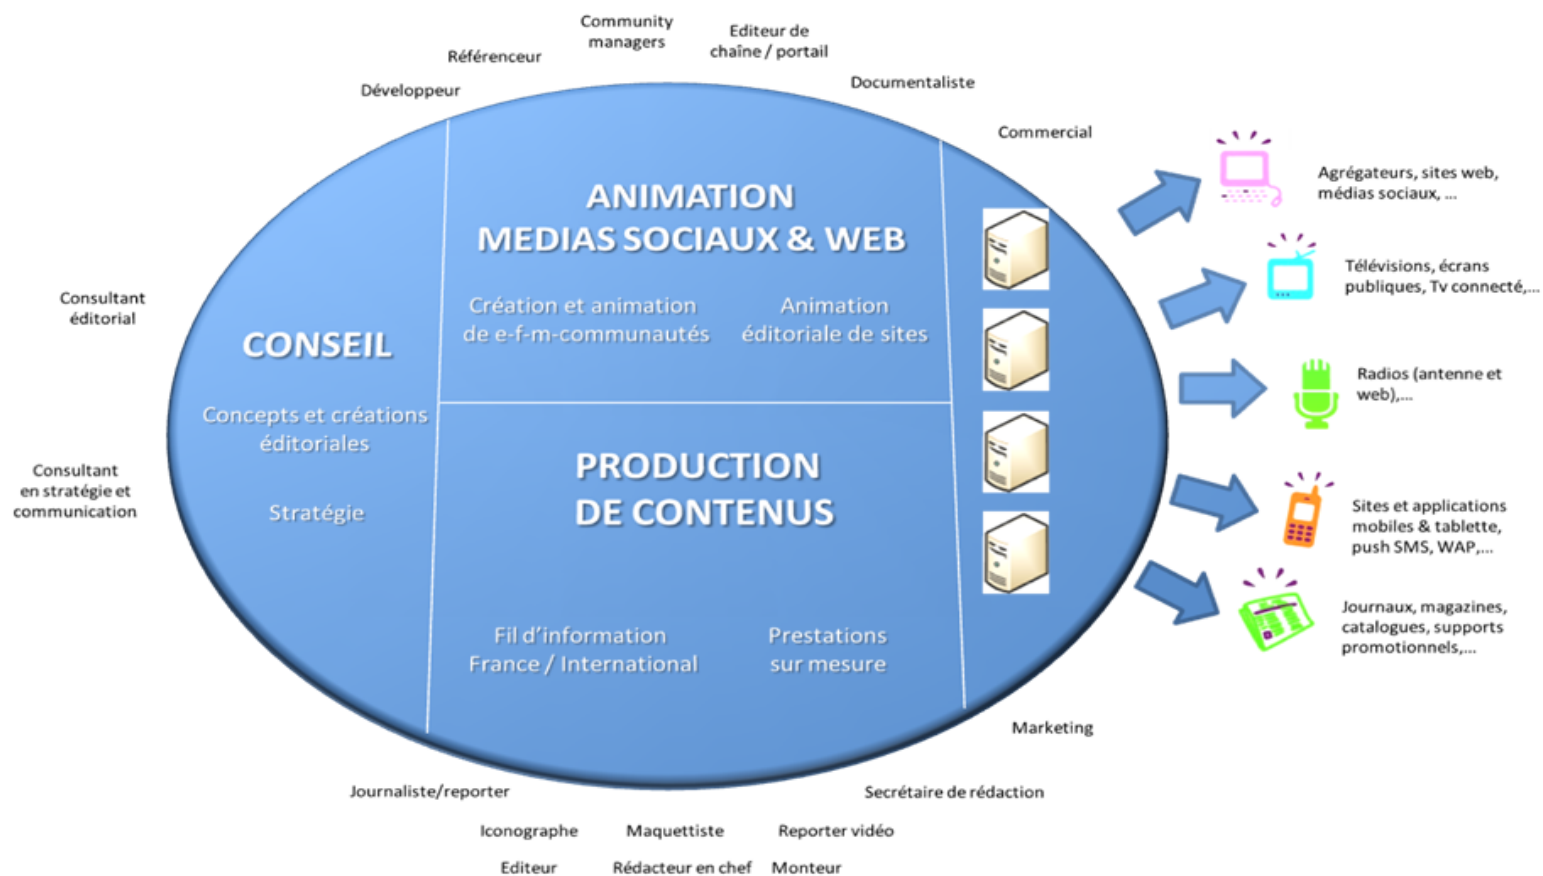 Community
managers
Editeur de
chaîne / portail
Référenceur
Développeur
Documentaliste
Commercial
ANIMATION
MEDIAS SOCIAUX & WEB
Création et animation
de e-f-m-communautés
Animation
éditoriale de sites
Consultant
éditorial
CONSEIL
Concepts et créations
éditoriales
Stratégie
Consultant
en stratégie et
communication
PRODUCTION
DE CONTENUS
Fil d'information
France / International
Prestations
sur mesure
Agrégateurs, sites web,
médias sociaux, ...
Télévisions, écrans
publiques, Tv connecté,...
Radios (antenne et
web),...
Sites et applications
mobiles & tablette,
push SMS, WAP,...
Journaux, magazines,
catalogues, supports
promotionnels,...
Marketing
Journaliste/reporter
Secrétaire de rédaction
Iconographe
Maquettiste
Reporter vidéo
Editeur
Rédacteur en chef
Monteur